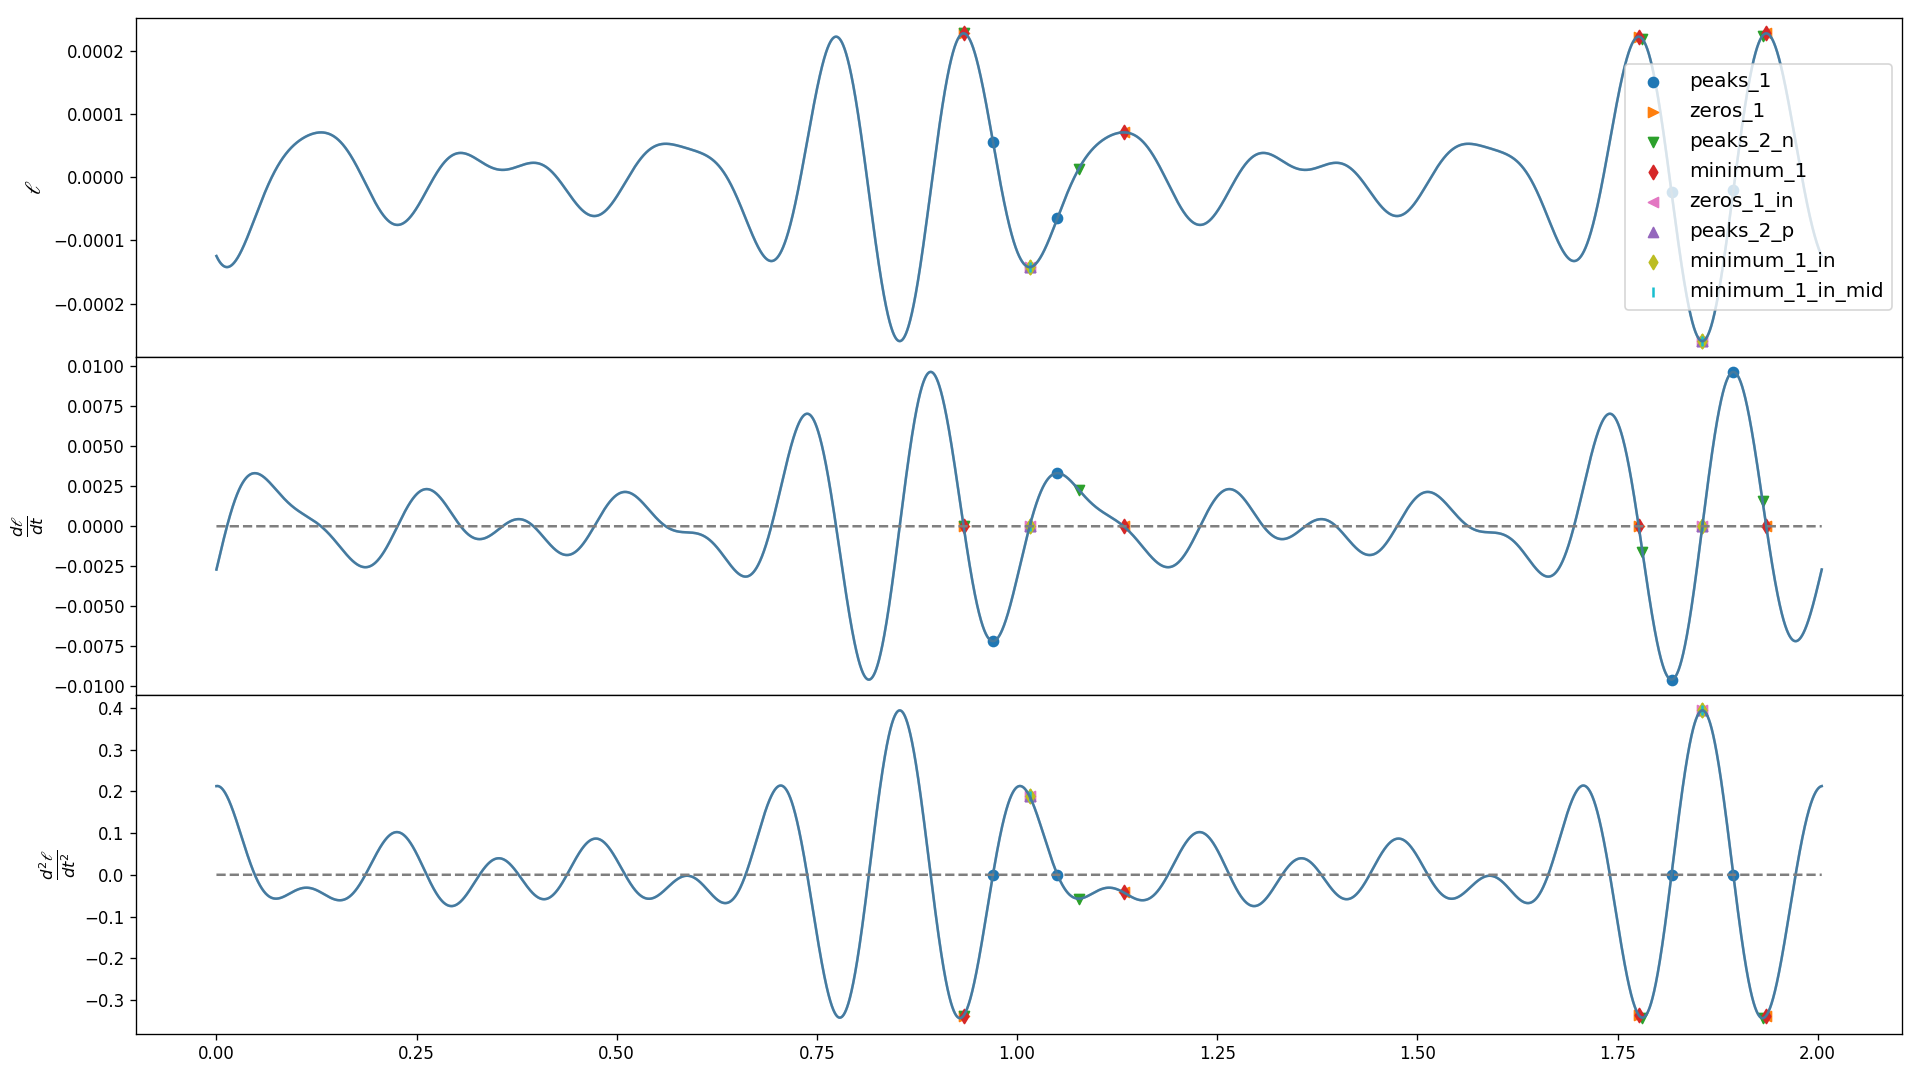 0.0002
0.0001
0.0000
−0.0001
−0.0002
ℓ
peaks_1
zeros_1
peaks_2_n
minimum_1
zeros_1_in
peaks_2_p
minimum_1_in
minimum_1_in_mid
0.0100
0.0075
0.0050
0.0025
0.0000
−0.0025
−0.0050
−0.0075
−0.0100
dℓ
dt
0.4
0.3
0.2
0.1
0.0
−0.1
−0.2
−0.3
d²ℓ
dt²
0.00 0.25 0.50 0.75 1.00 1.25 1.50 1.75 2.00